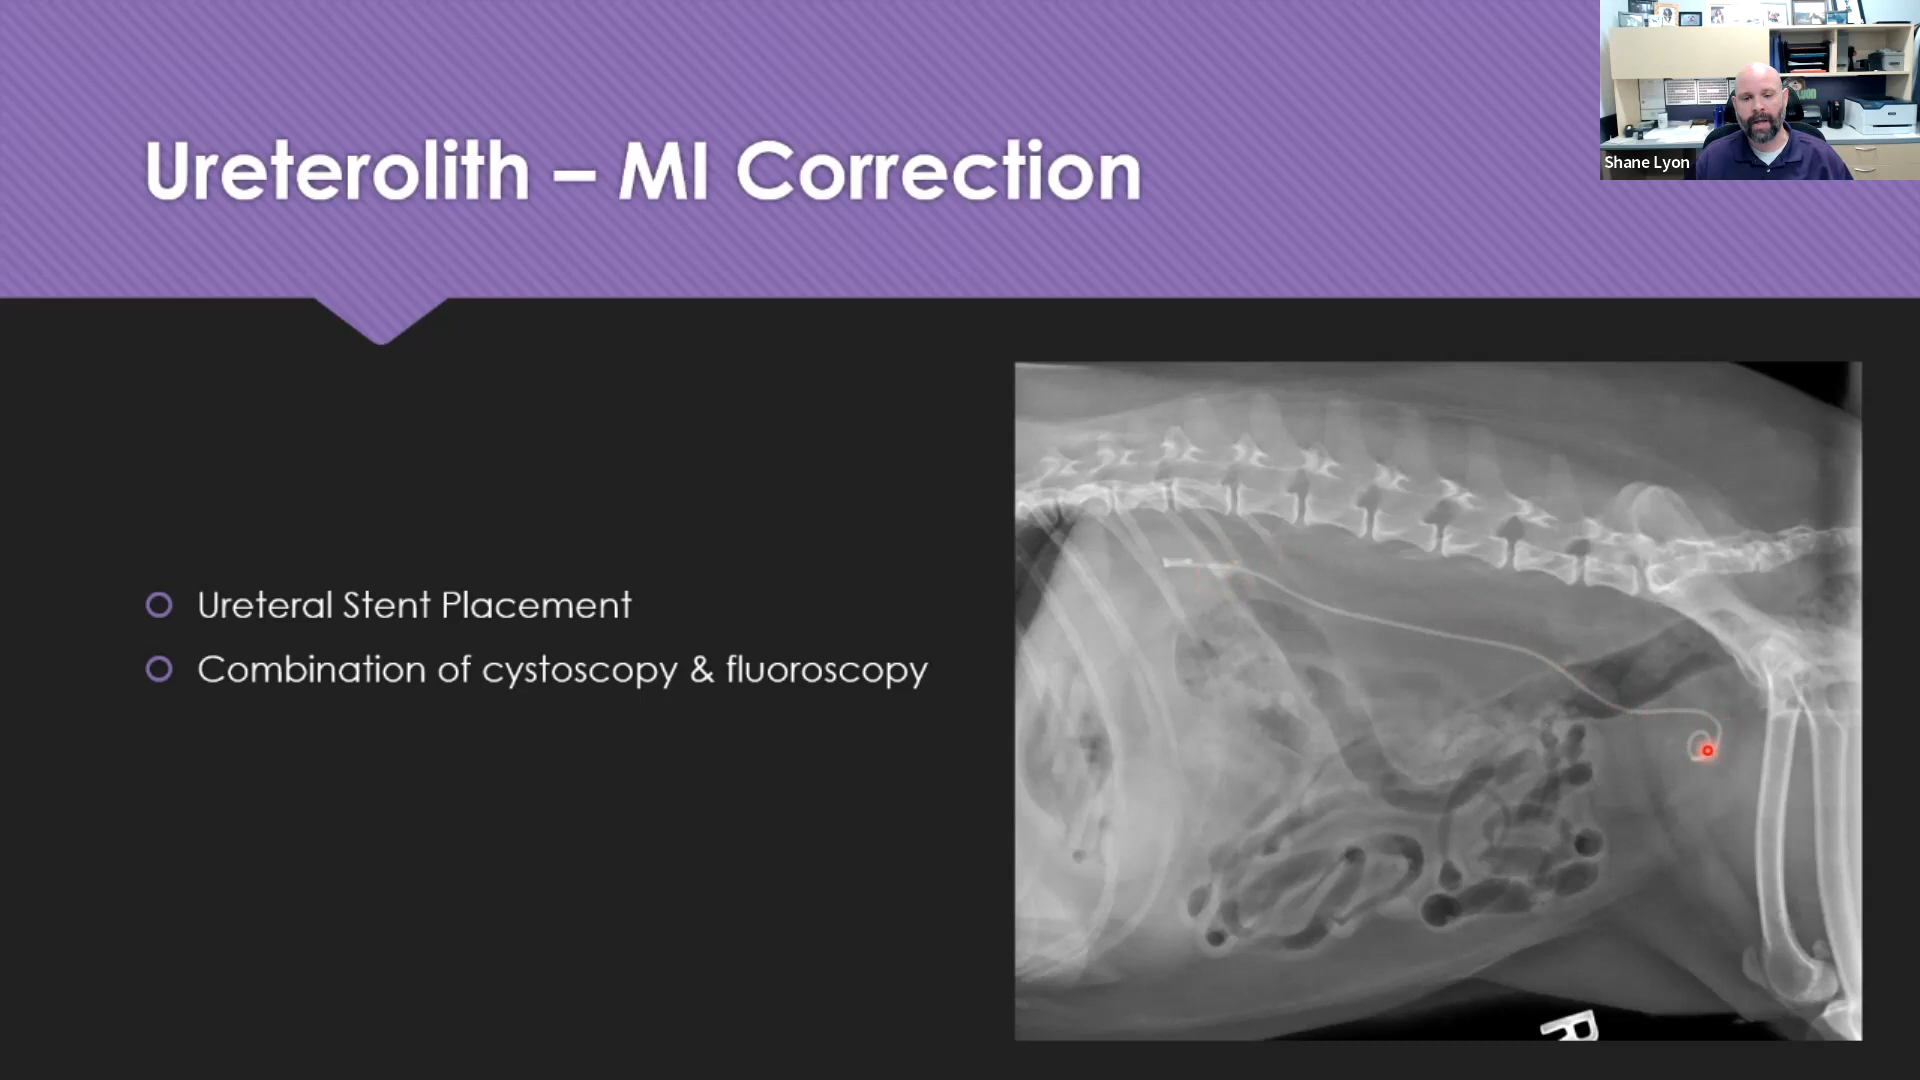 Ureterolith – MI Correction
Shane Lyon
Ureteral Stent Placement
Combination of cystoscopy & fluoroscopy
R